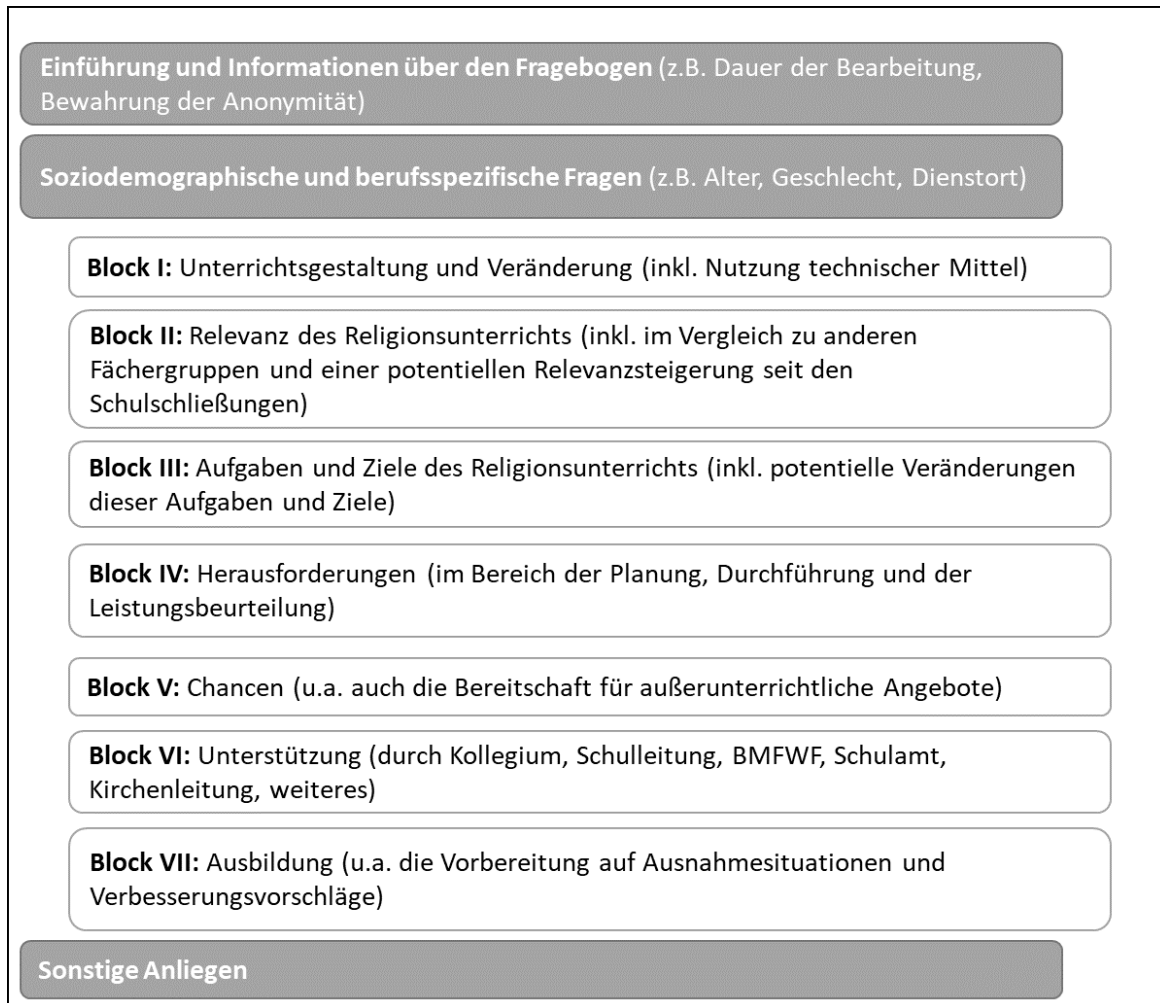 Einführung und Informationen über den Fragebogen (z.B. Dauer der Bearbeitung,
Bewahrung der Anonymität)
Soziodemographische und berufsspezifische Fragen (z.B. Alter, Geschlecht, Dienstort)
Block I: Unterrichtsgestaltung und Veränderung (inkl. Nutzung technischer Mittel)
Block II: Relevanz des Religionsunterrichts (inkl. im Vergleich zu anderen
Fächergruppen und einer potentiellen Relevanzsteigerung seit den
Schulschließungen)
Block III: Aufgaben und Ziele des Religionsunterrichts (inkl. potentielle Veränderungen
dieser Aufgaben und Ziele)
Block IV: Herausforderungen (im Bereich der Planung, Durchführung und der
Leistungsbeurteilung)
Block V: Chancen (u.a. auch die Bereitschaft für außerunterrichtliche Angebote)
Block VI: Unterstützung (durch Kollegium, Schulleitung, BMFWF, Schulamt,
Kirchenleitung, weiteres)
Block VII: Ausbildung (u.a. die Vorbereitung auf Ausnahmesituationen und
Verbesserungsvorschläge)
Sonstige Anliegen